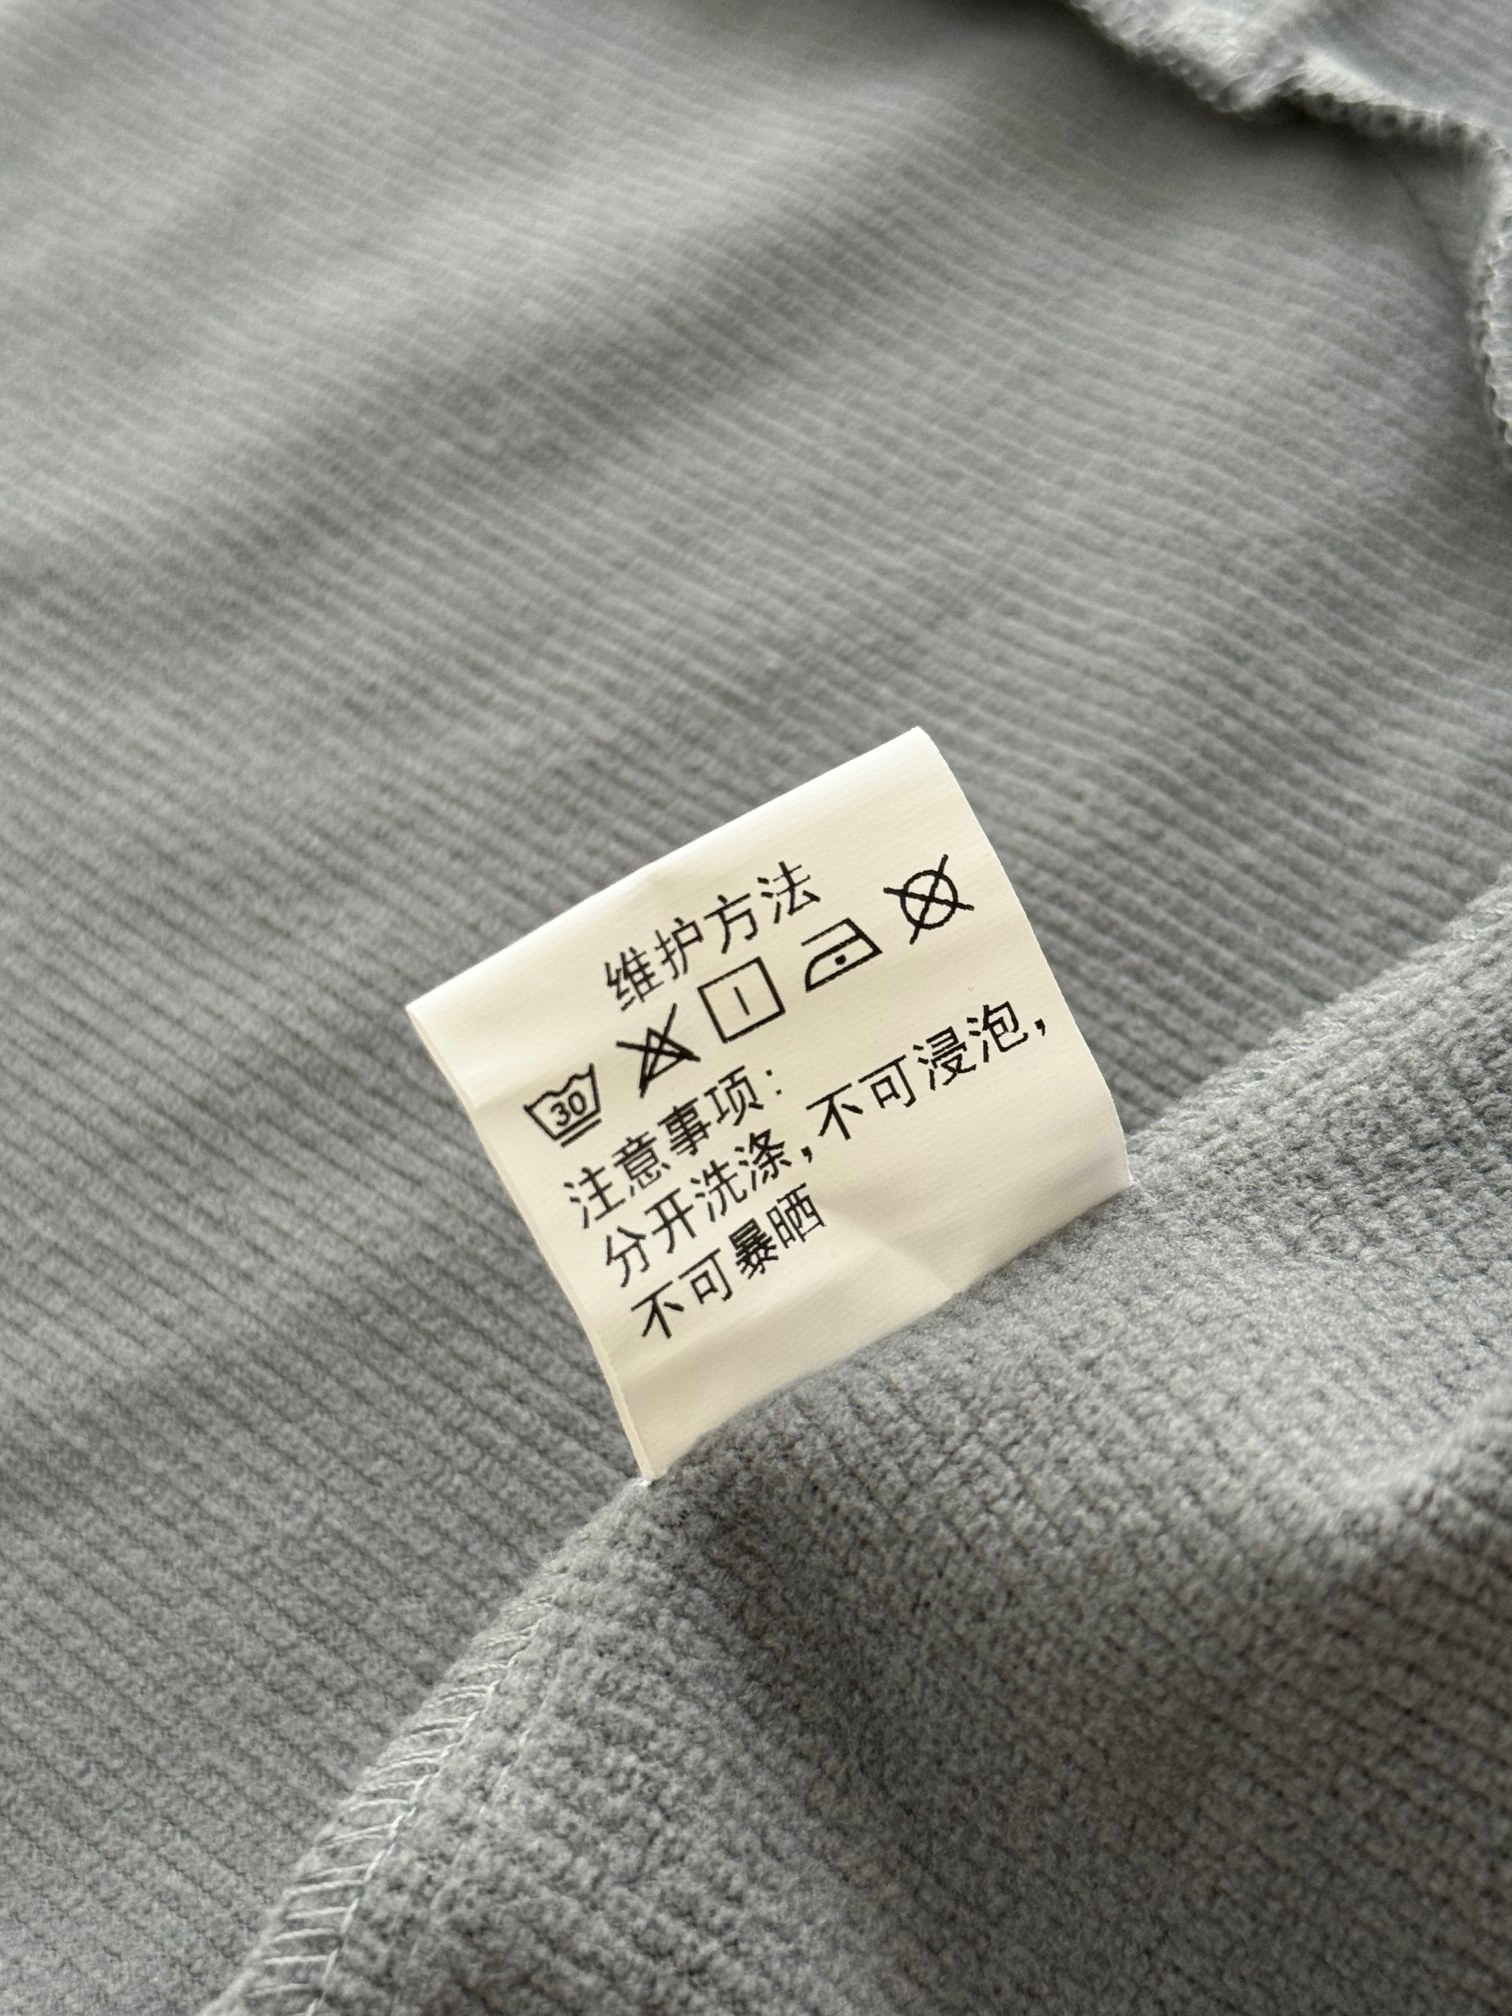 维护方法
30
注意事项：
分开洗涤，不可浸泡，
不可暴晒